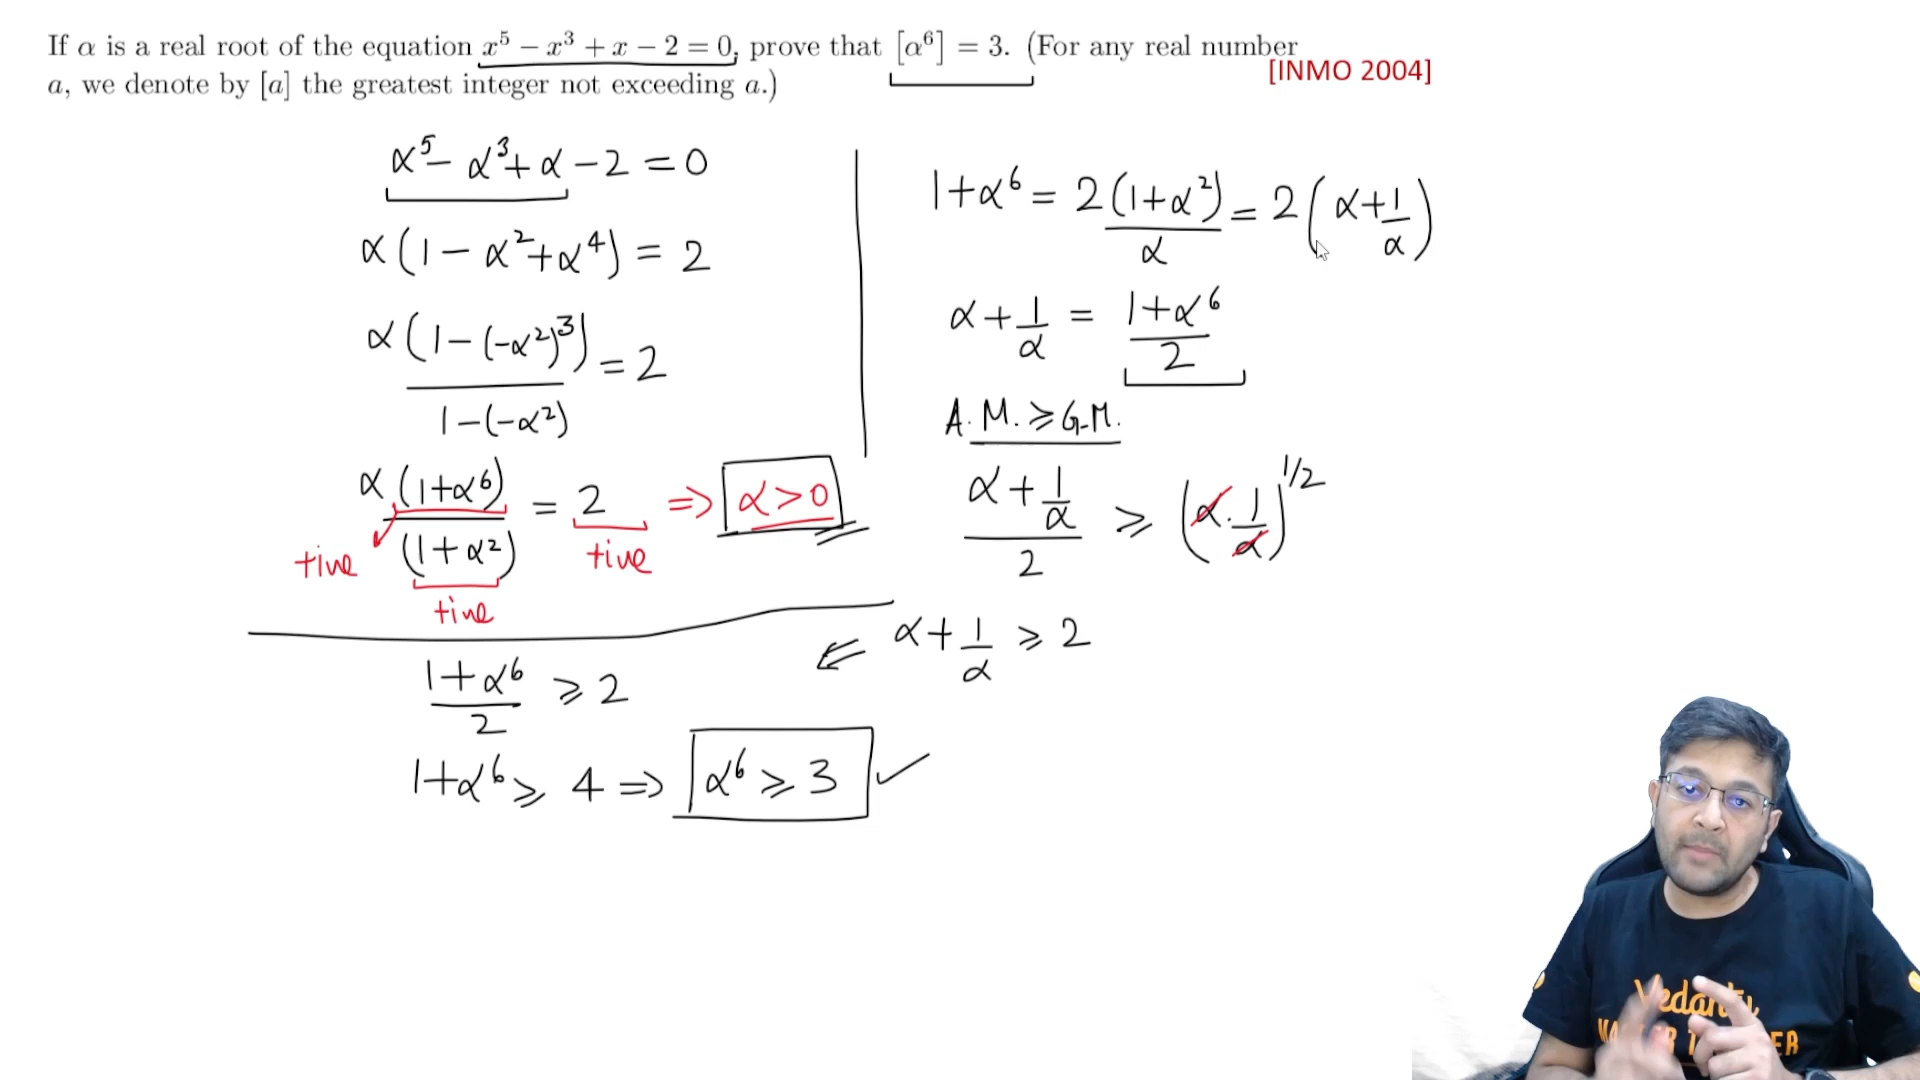 If α is a real root of the equation x⁵ − x³ + x − 2 = 0, prove that [α⁶] = 3. (For any real number
a, we denote by [a] the greatest integer not exceeding a.)
[INMO 2004]
α⁵ − α³ + α − 2 = 0
α(1 − α² + α⁴) = 2
α(1 − (−α²)³) / 1 − (−α²) = 2
α(1+α⁶) / (1+α²) = 2 ⇒ α > 0
+ive
+ive
+ive
1+α⁶ = 2(1+α²)/α = 2(α + 1/α)
α + 1/α = 1+α⁶ / 2
A.M. ⩾ G.M.
α + 1/α / 2 ⩾ (α · 1/α)^1/2
⇐ α + 1/α ⩾ 2
1+α⁶ / 2 ⩾ 2
1+α⁶ ⩾ 4 ⇒ α⁶ ⩾ 3 ✓